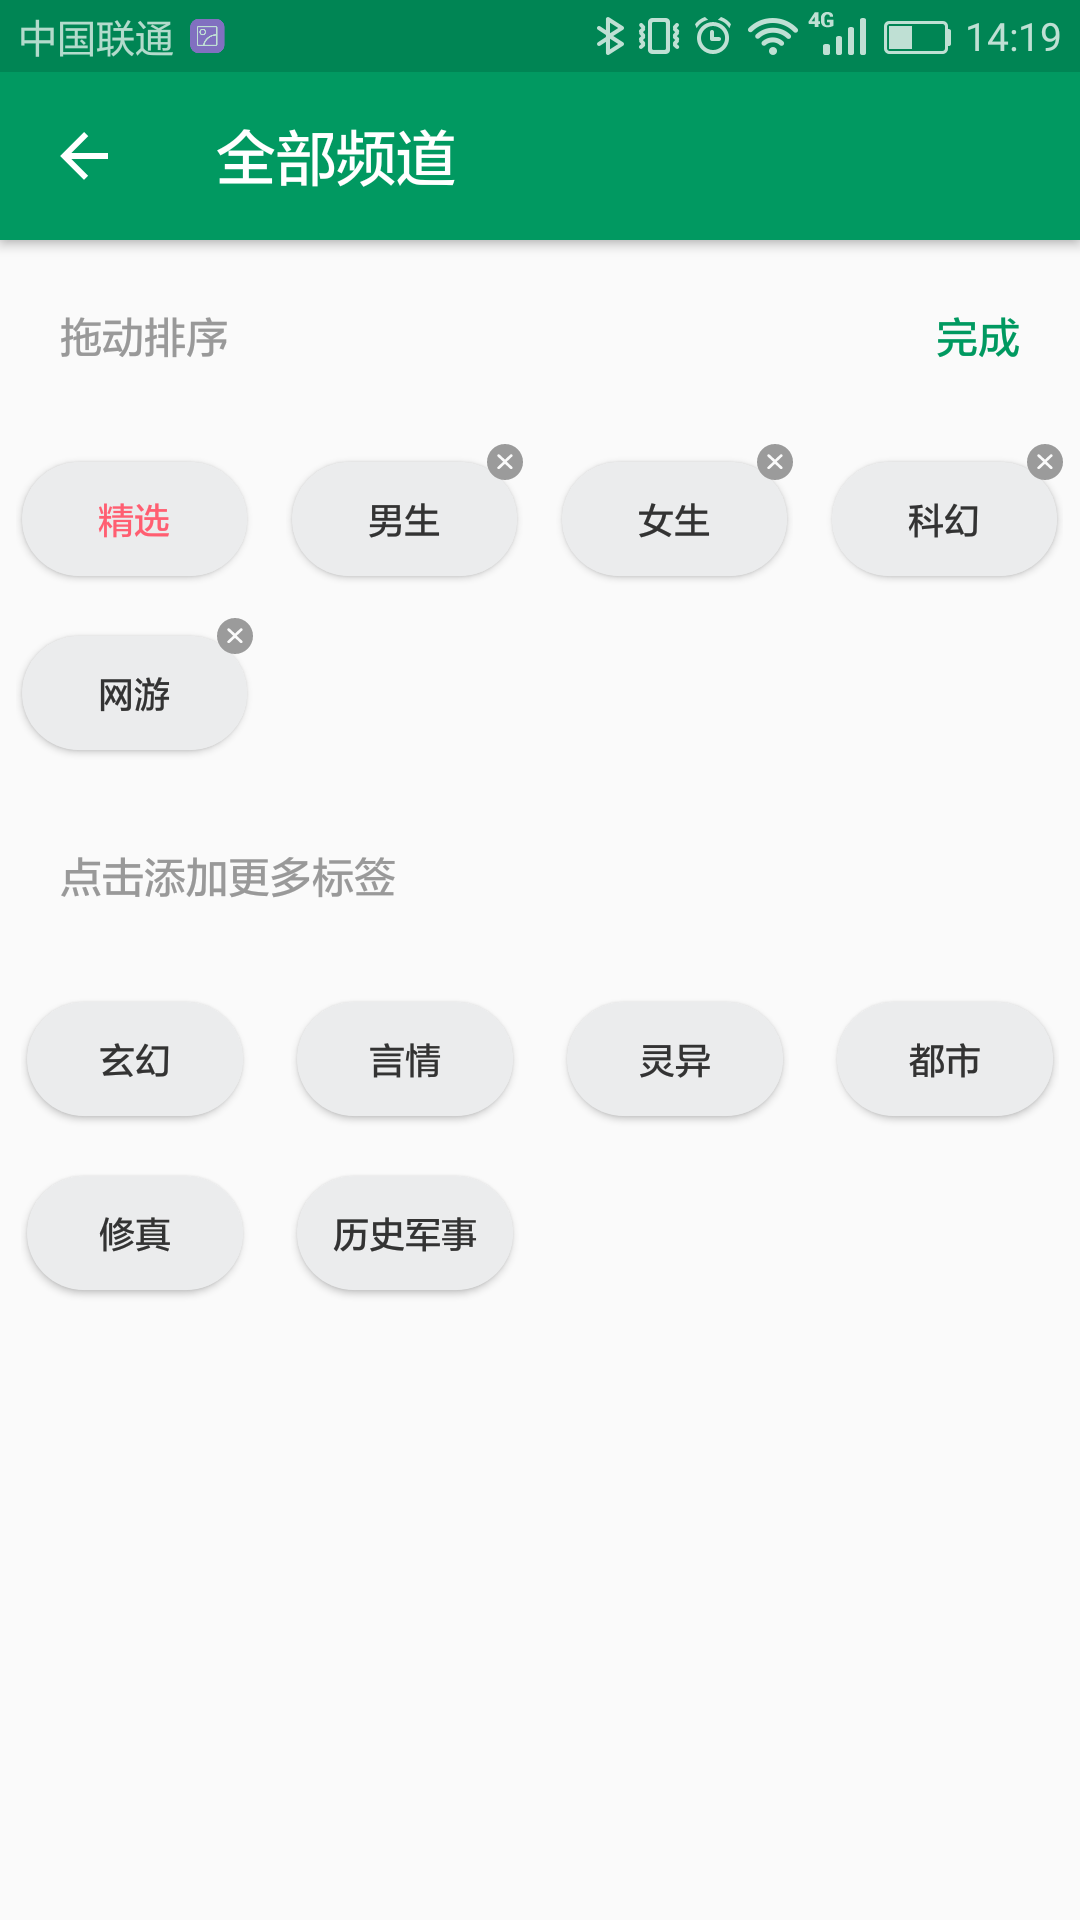 中国联通 4G 14:19
全部频道
拖动排序 完成
精选 男生 女生 科幻
网游
点击添加更多标签
玄幻 言情 灵异 都市
修真 历史军事